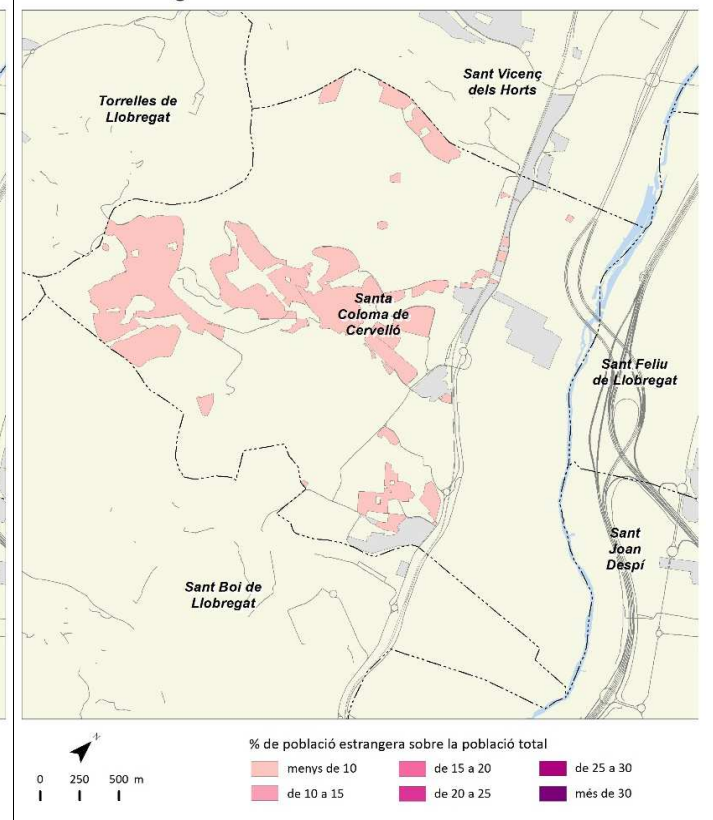 Sant Vicenç
dels Horts
Torrelles de
Llobregat
Santa
Coloma de
Cervelló
Sant Feliu
de Llobregat
Sant
Joan
Despí
Sant Boi de
Llobregat
N
0 250 500 m
% de població estrangera sobre la població total
menys de 10
de 10 a 15
de 15 a 20
de 20 a 25
de 25 a 30
més de 30